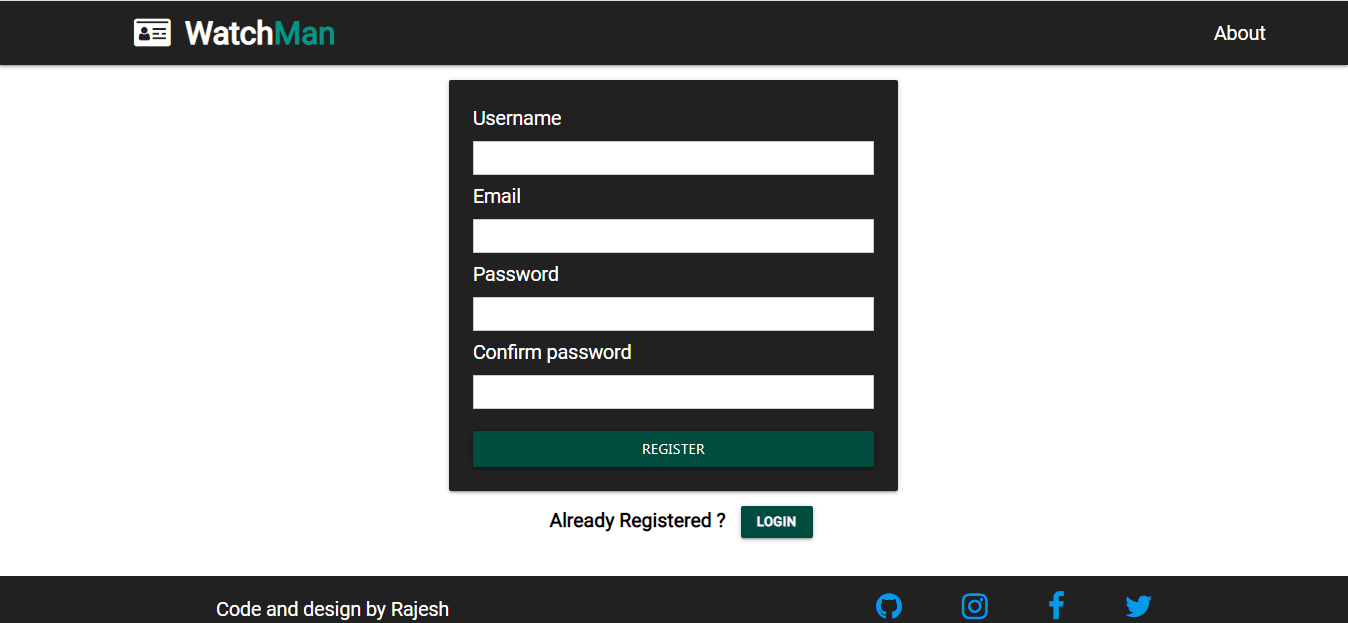 WatchMan
About
Username
Email
Password
Confirm password
REGISTER
Already Registered ?
LOGIN
Code and design by Rajesh